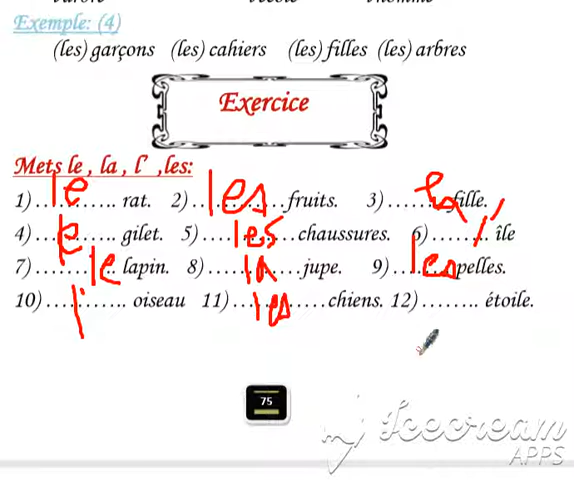 Exemple: (4)
(les) garçons (les) cahiers (les) filles (les) arbres
Exercice
Mets le , la , l' ,les:
1)..le...... rat. 2)..les......fruits. 3)...la...fille.
4)..le...... gilet. 5)....les....chaussures. 6)...l'... île
7)......le.. lapin. 8)......la.....jupe. 9)...les...pelles.
10)...l'...... oiseau 11)....les......chiens. 12)........ étoile.
75
Icecream
APPS